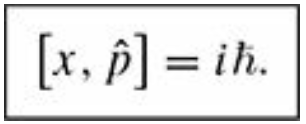 [x, p̂] = iħ.